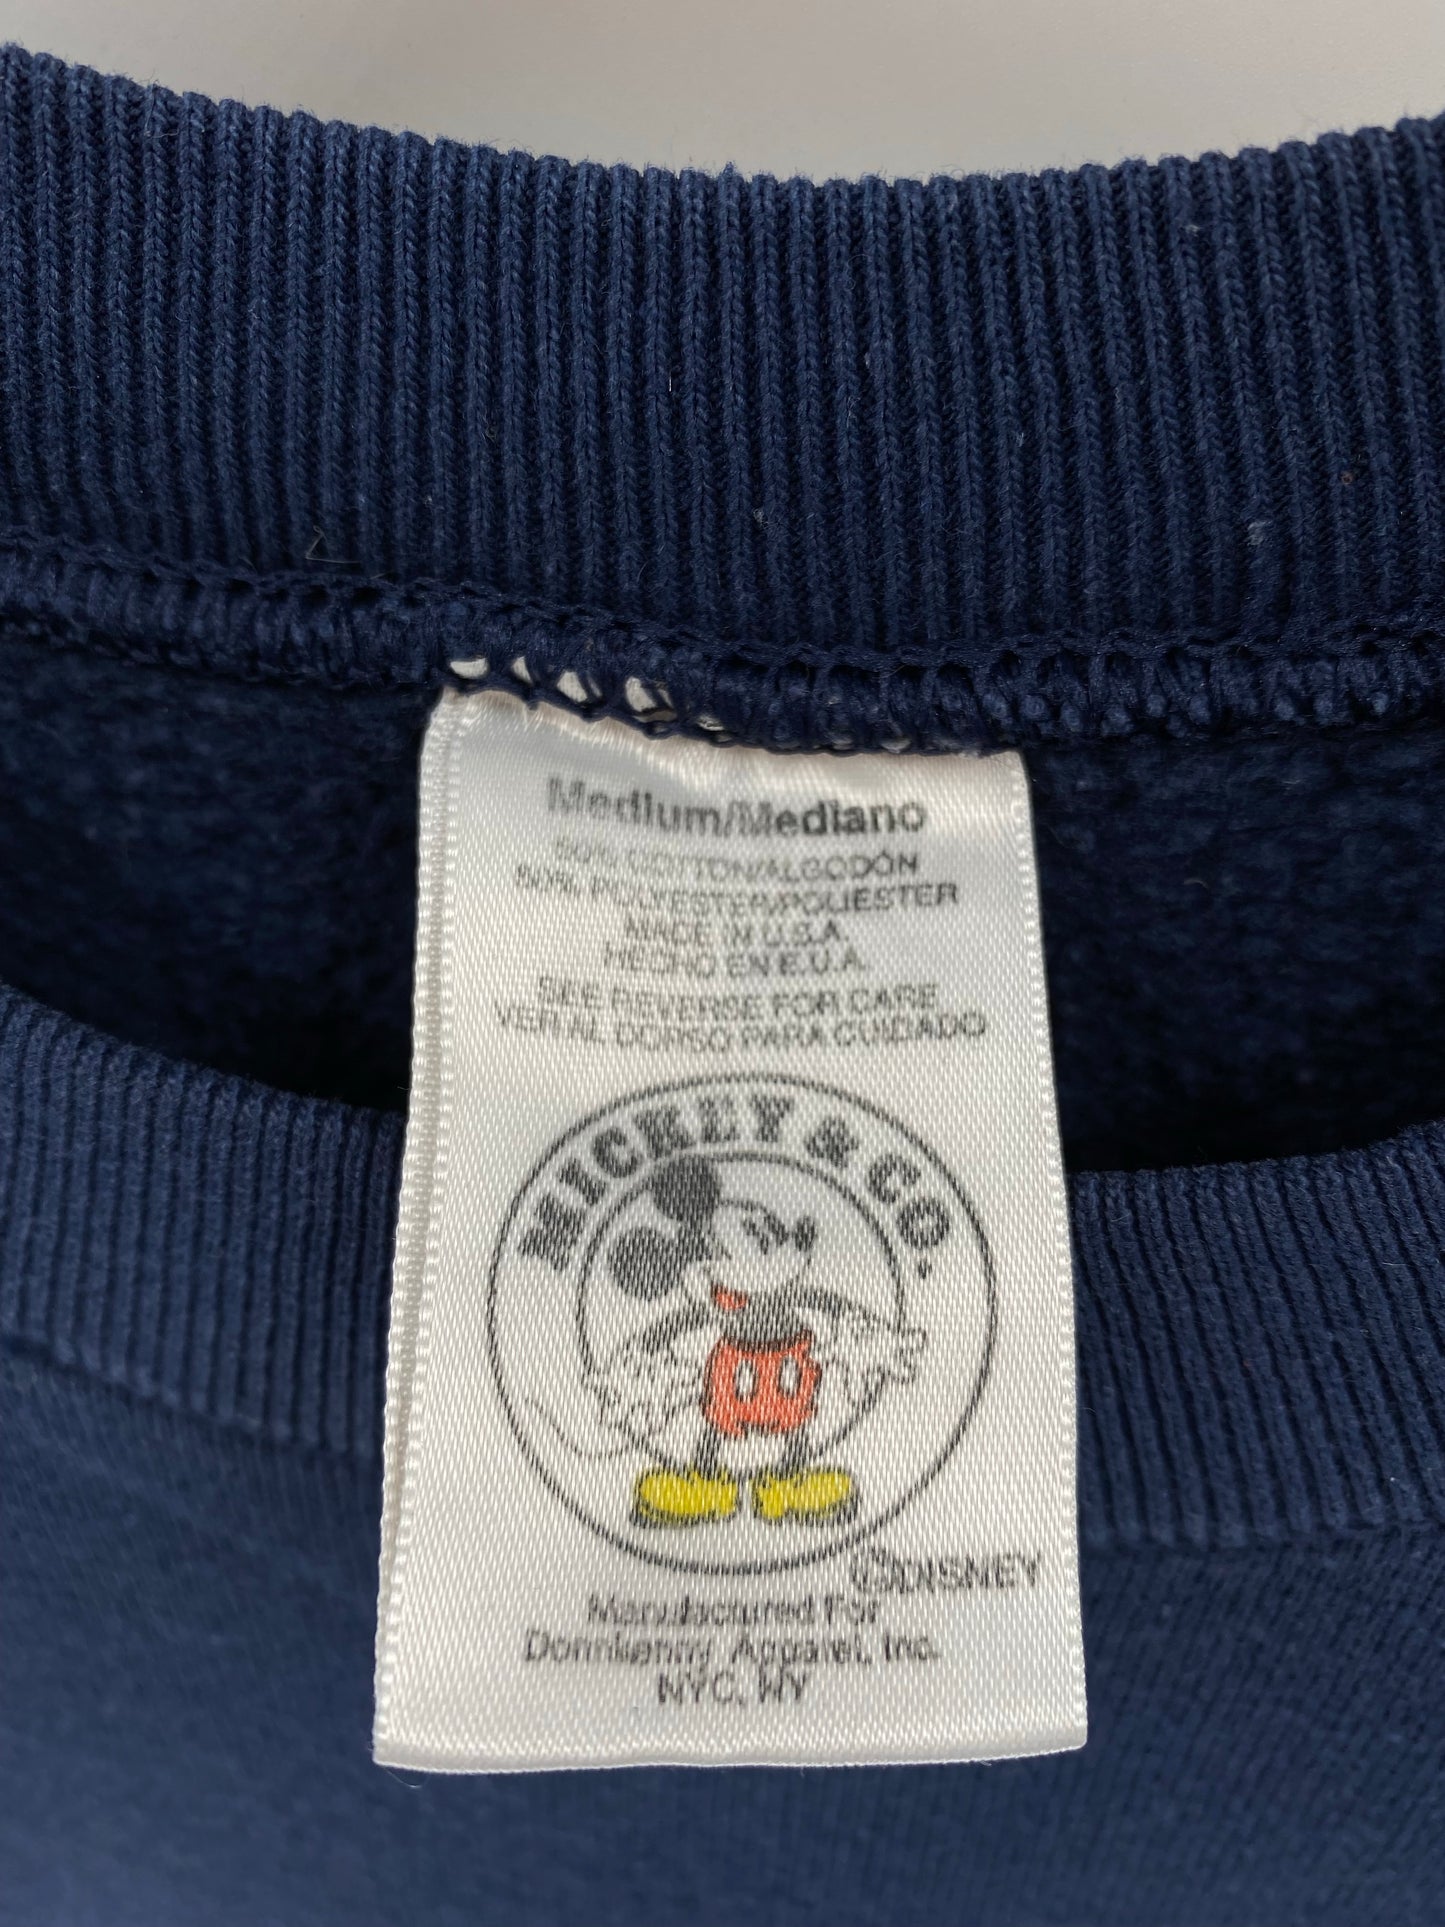 Medium/Mediano
50% COTTON/ALGODÓN
50% POLYESTER/POLIESTER
MADE IN U.S.A.
HECHO EN E.U.A.
SEE REVERSE FOR CARE
VER AL DORSO PARA CUIDADO
MICKEY & CO.
©DISNEY
Manufactured For
Donnkenny Apparel, Inc.
NYC, NY